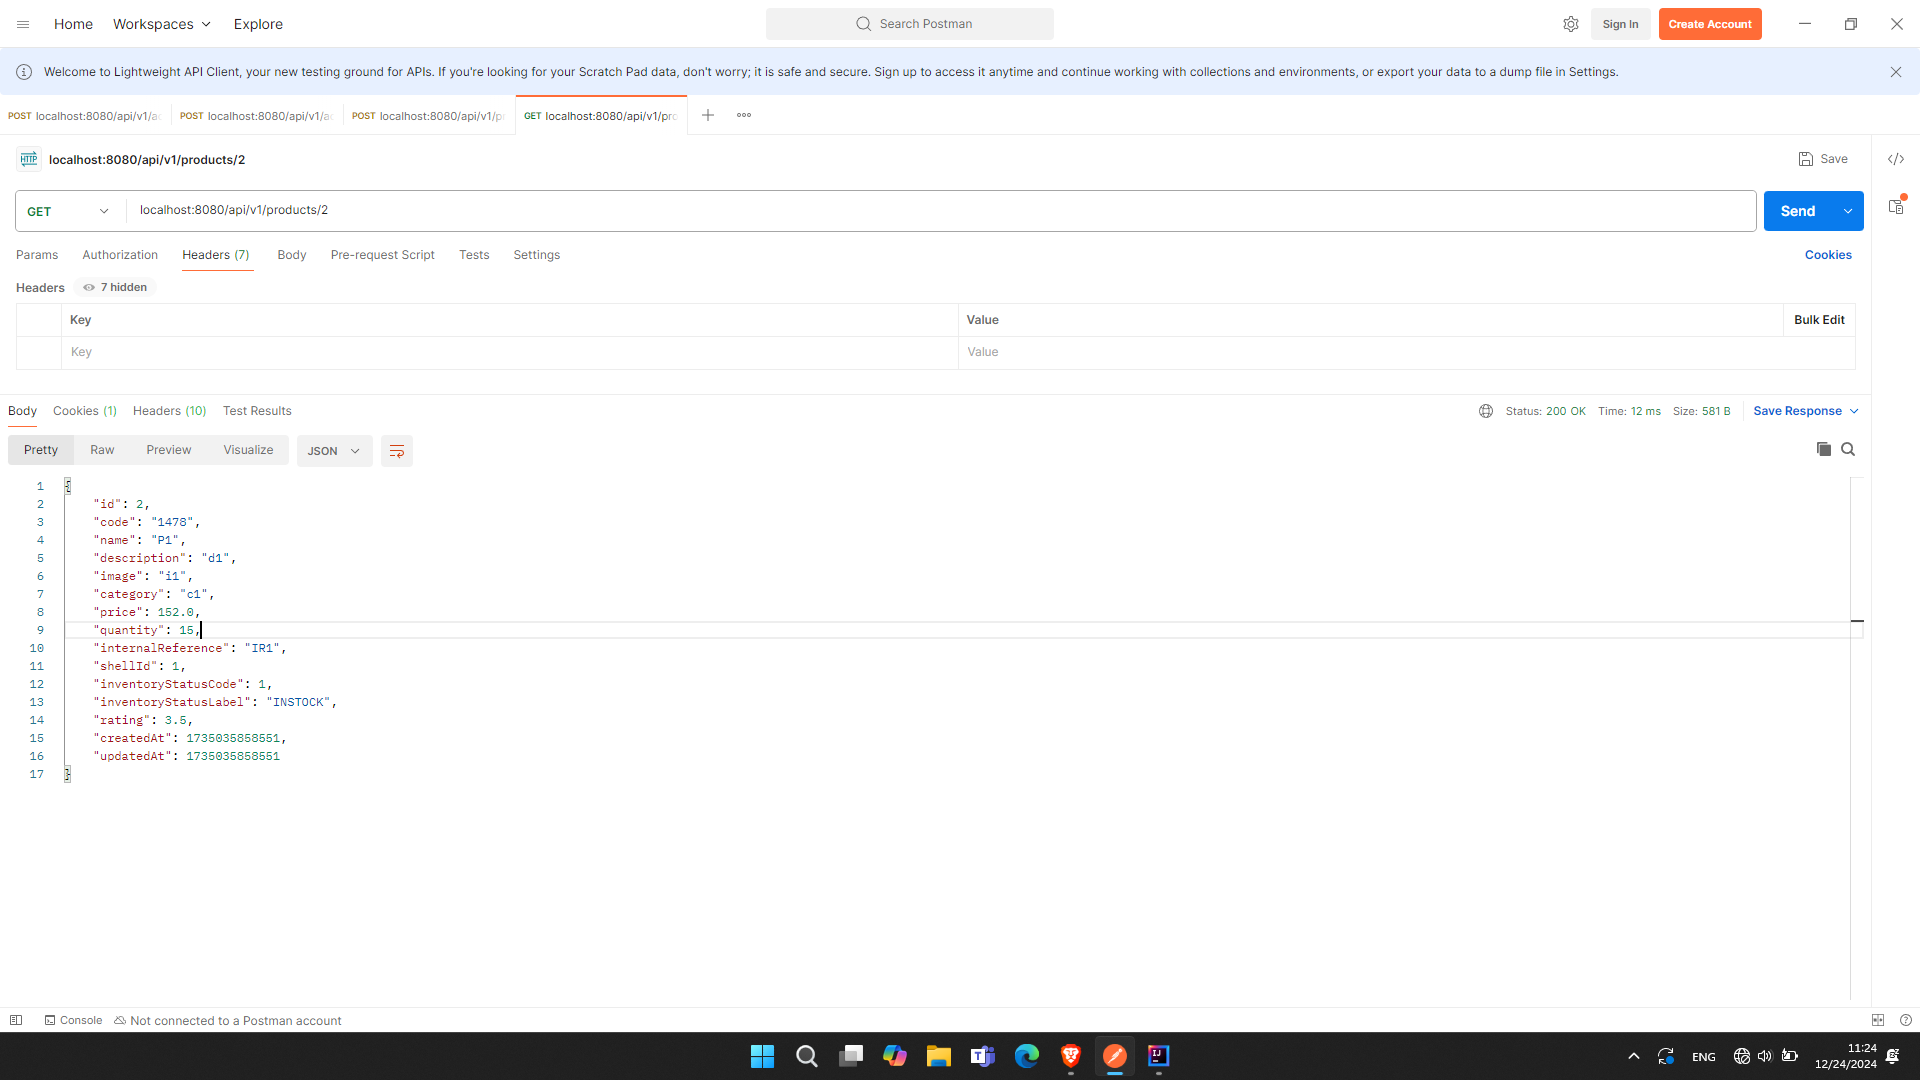 Home Workspaces Explore Search Postman Sign In Create Account
Welcome to Lightweight API Client, your new testing ground for APIs. If you're looking for your Scratch Pad data, don't worry; it is safe and secure. Sign up to access it anytime and continue working with collections and environments, or export your data to a dump file in Settings.
POST localhost:8080/api/v1/a POST localhost:8080/api/v1/a POST localhost:8080/api/v1/p GET localhost:8080/api/v1/pro
HTTP localhost:8080/api/v1/products/2 Save
GET localhost:8080/api/v1/products/2 Send
Params Authorization Headers (7) Body Pre-request Script Tests Settings Cookies
Headers 7 hidden
Key Value Bulk Edit
Key Value
Body Cookies (1) Headers (10) Test Results Status: 200 OK Time: 12 ms Size: 581 B Save Response
Pretty Raw Preview Visualize JSON
1 {
2 "id": 2,
3 "code": "1478",
4 "name": "P1",
5 "description": "d1",
6 "image": "i1",
7 "category": "c1",
8 "price": 152.0,
9 "quantity": 15,
10 "internalReference": "IR1",
11 "shellId": 1,
12 "inventoryStatusCode": 1,
13 "inventoryStatusLabel": "INSTOCK",
14 "rating": 3.5,
15 "createdAt": 1735035858551,
16 "updatedAt": 1735035858551
17 }
Console Not connected to a Postman account
ENG 11:24
12/24/2024